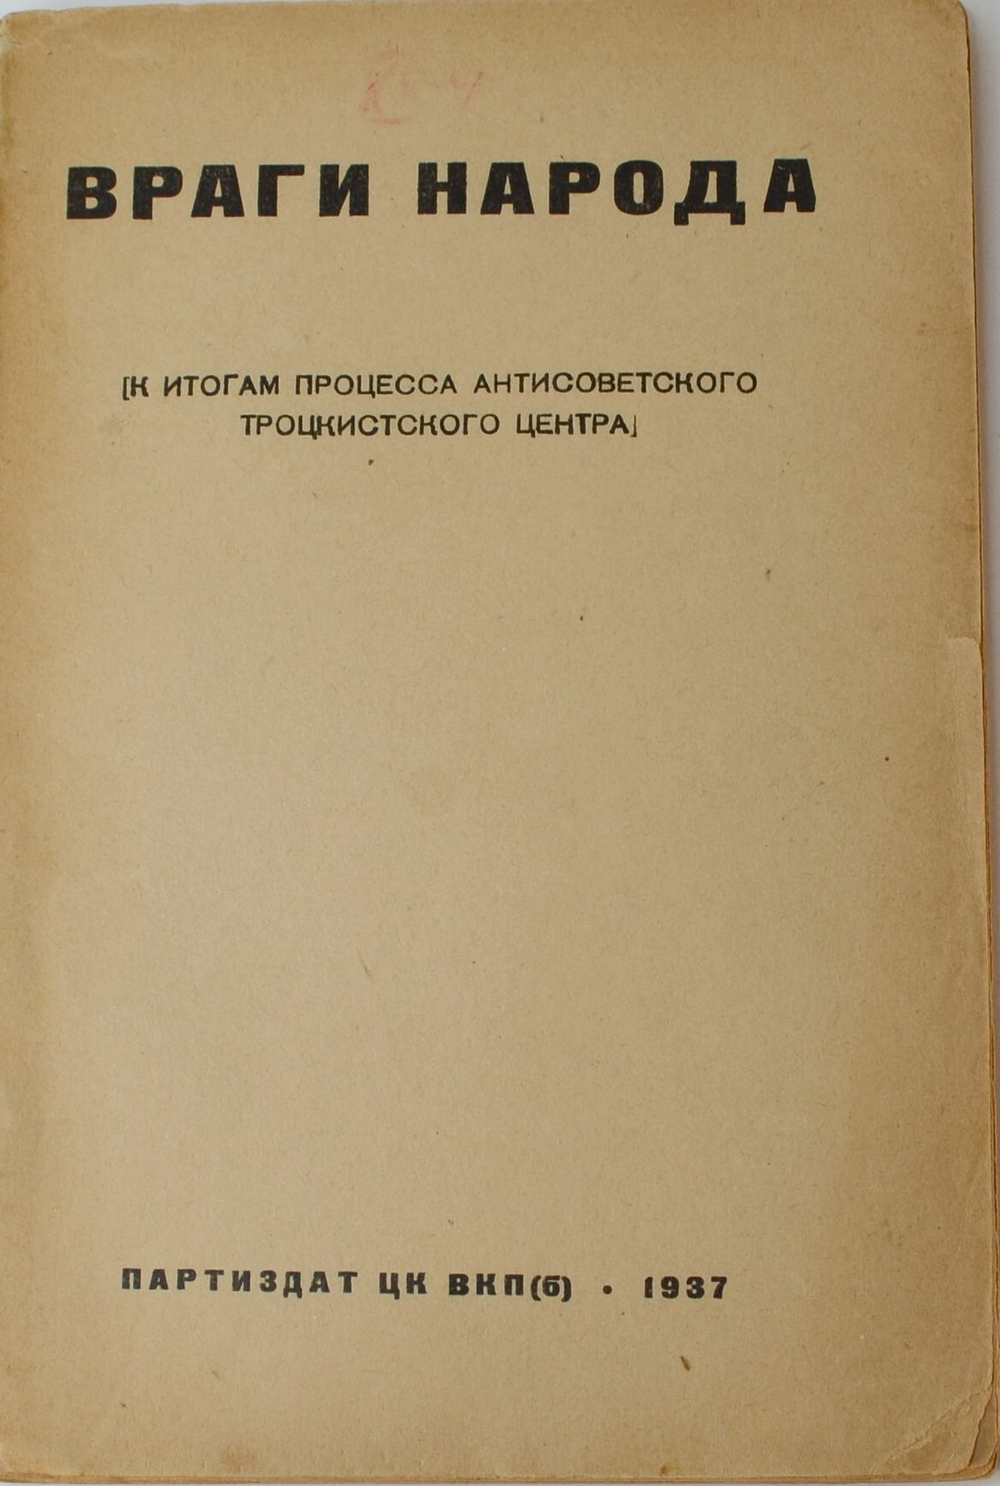 ВРАГИ НАРОДА
[К ИТОГАМ ПРОЦЕССА АНТИСОВЕТСКОГО
ТРОЦКИСТСКОГО ЦЕНТРА]
ПАРТИЗДАТ ЦК ВКП(б) • 1937